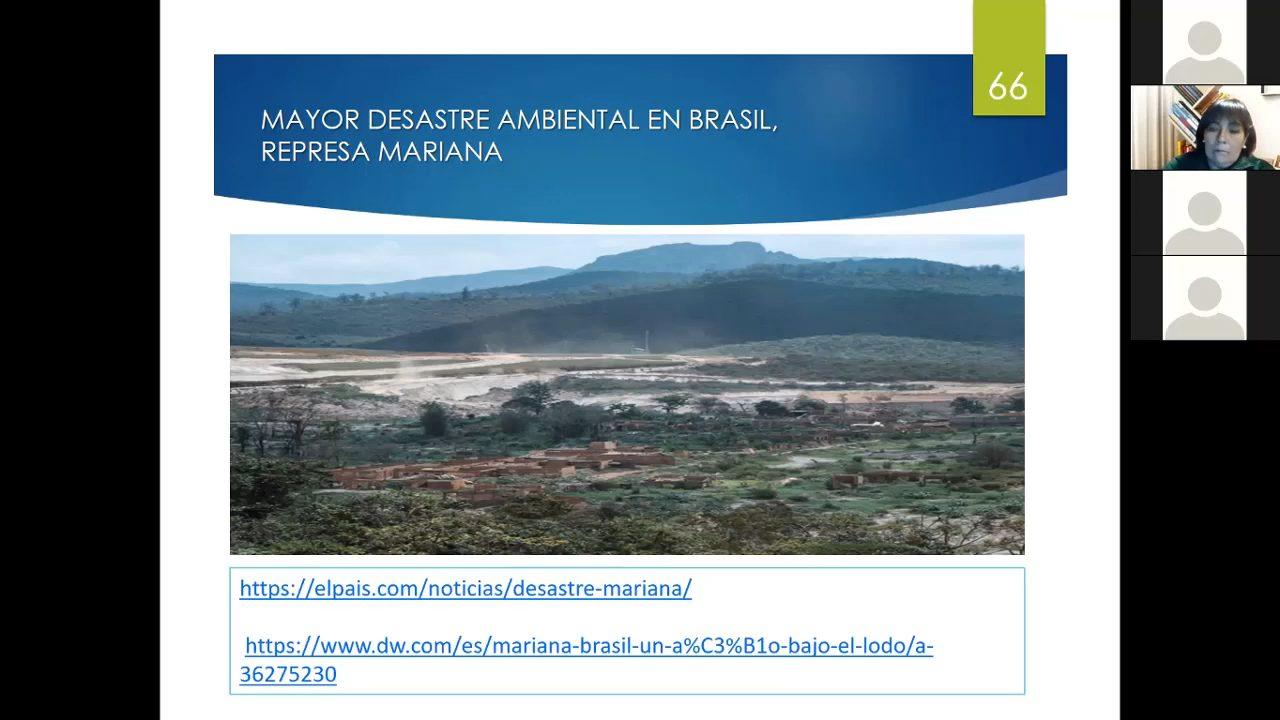 66
MAYOR DESASTRE AMBIENTAL EN BRASIL,
REPRESA MARIANA
https://elpais.com/noticias/desastre-mariana/
https://www.dw.com/es/mariana-brasil-un-a%C3%B1o-bajo-el-lodo/a-
36275230